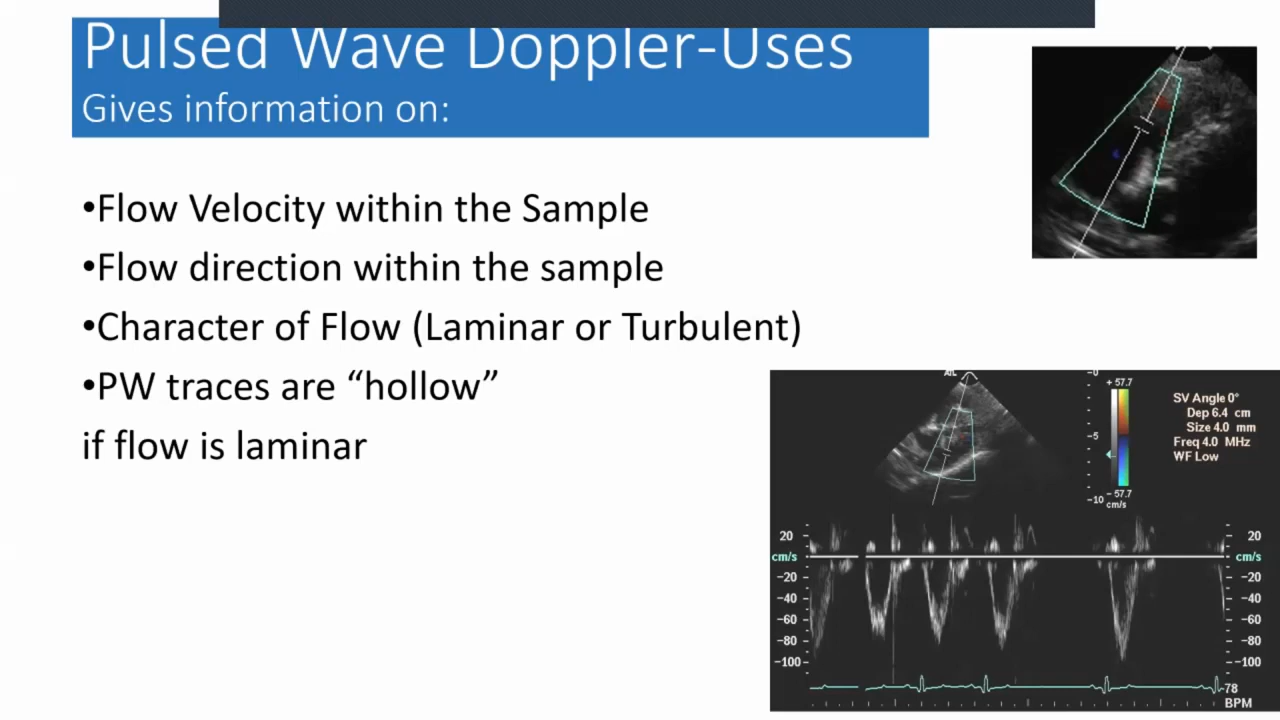 Pulsed Wave Doppler-Uses
Gives information on:
•Flow Velocity within the Sample
•Flow direction within the sample
•Character of Flow (Laminar or Turbulent)
•PW traces are “hollow”
if flow is laminar
+ 57.7
-0
-5
-10
- 57.7
cm/s
SV Angle 0°
Dep 6.4 cm
Size 4.0 mm
Freq 4.0 MHz
WF Low
20
cm/s
-20
-40
-60
-80
-100
20
cm/s
-20
-40
-60
-80
-100
78
BPM